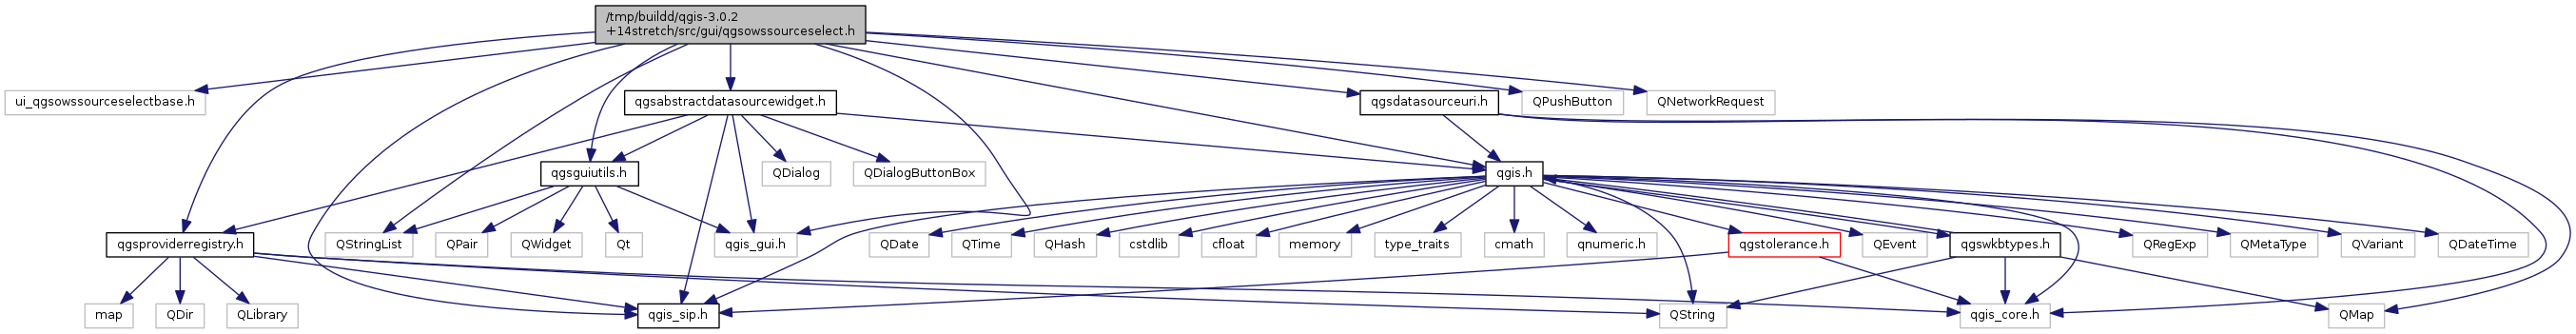 /tmp/buildd/qgis-3.0.2
+14stretch/src/gui/qgsowssourceselect.h
ui_qgsowssourceselectbase.h
qgsabstractdatasourcewidget.h
qgsdatasourceuri.h
QPushButton
QNetworkRequest
qgsguiutils.h
QDialog
QDialogButtonBox
qgis.h
qgsproviderregistry.h
QStringList
QPair
QWidget
Qt
qgis_gui.h
QDate
QTime
QHash
cstdlib
cfloat
memory
type_traits
cmath
qnumeric.h
qgstolerance.h
QEvent
qgswkbtypes.h
QRegExp
QMetaType
QVariant
QDateTime
map
QDir
QLibrary
qgis_sip.h
QString
qgis_core.h
QMap